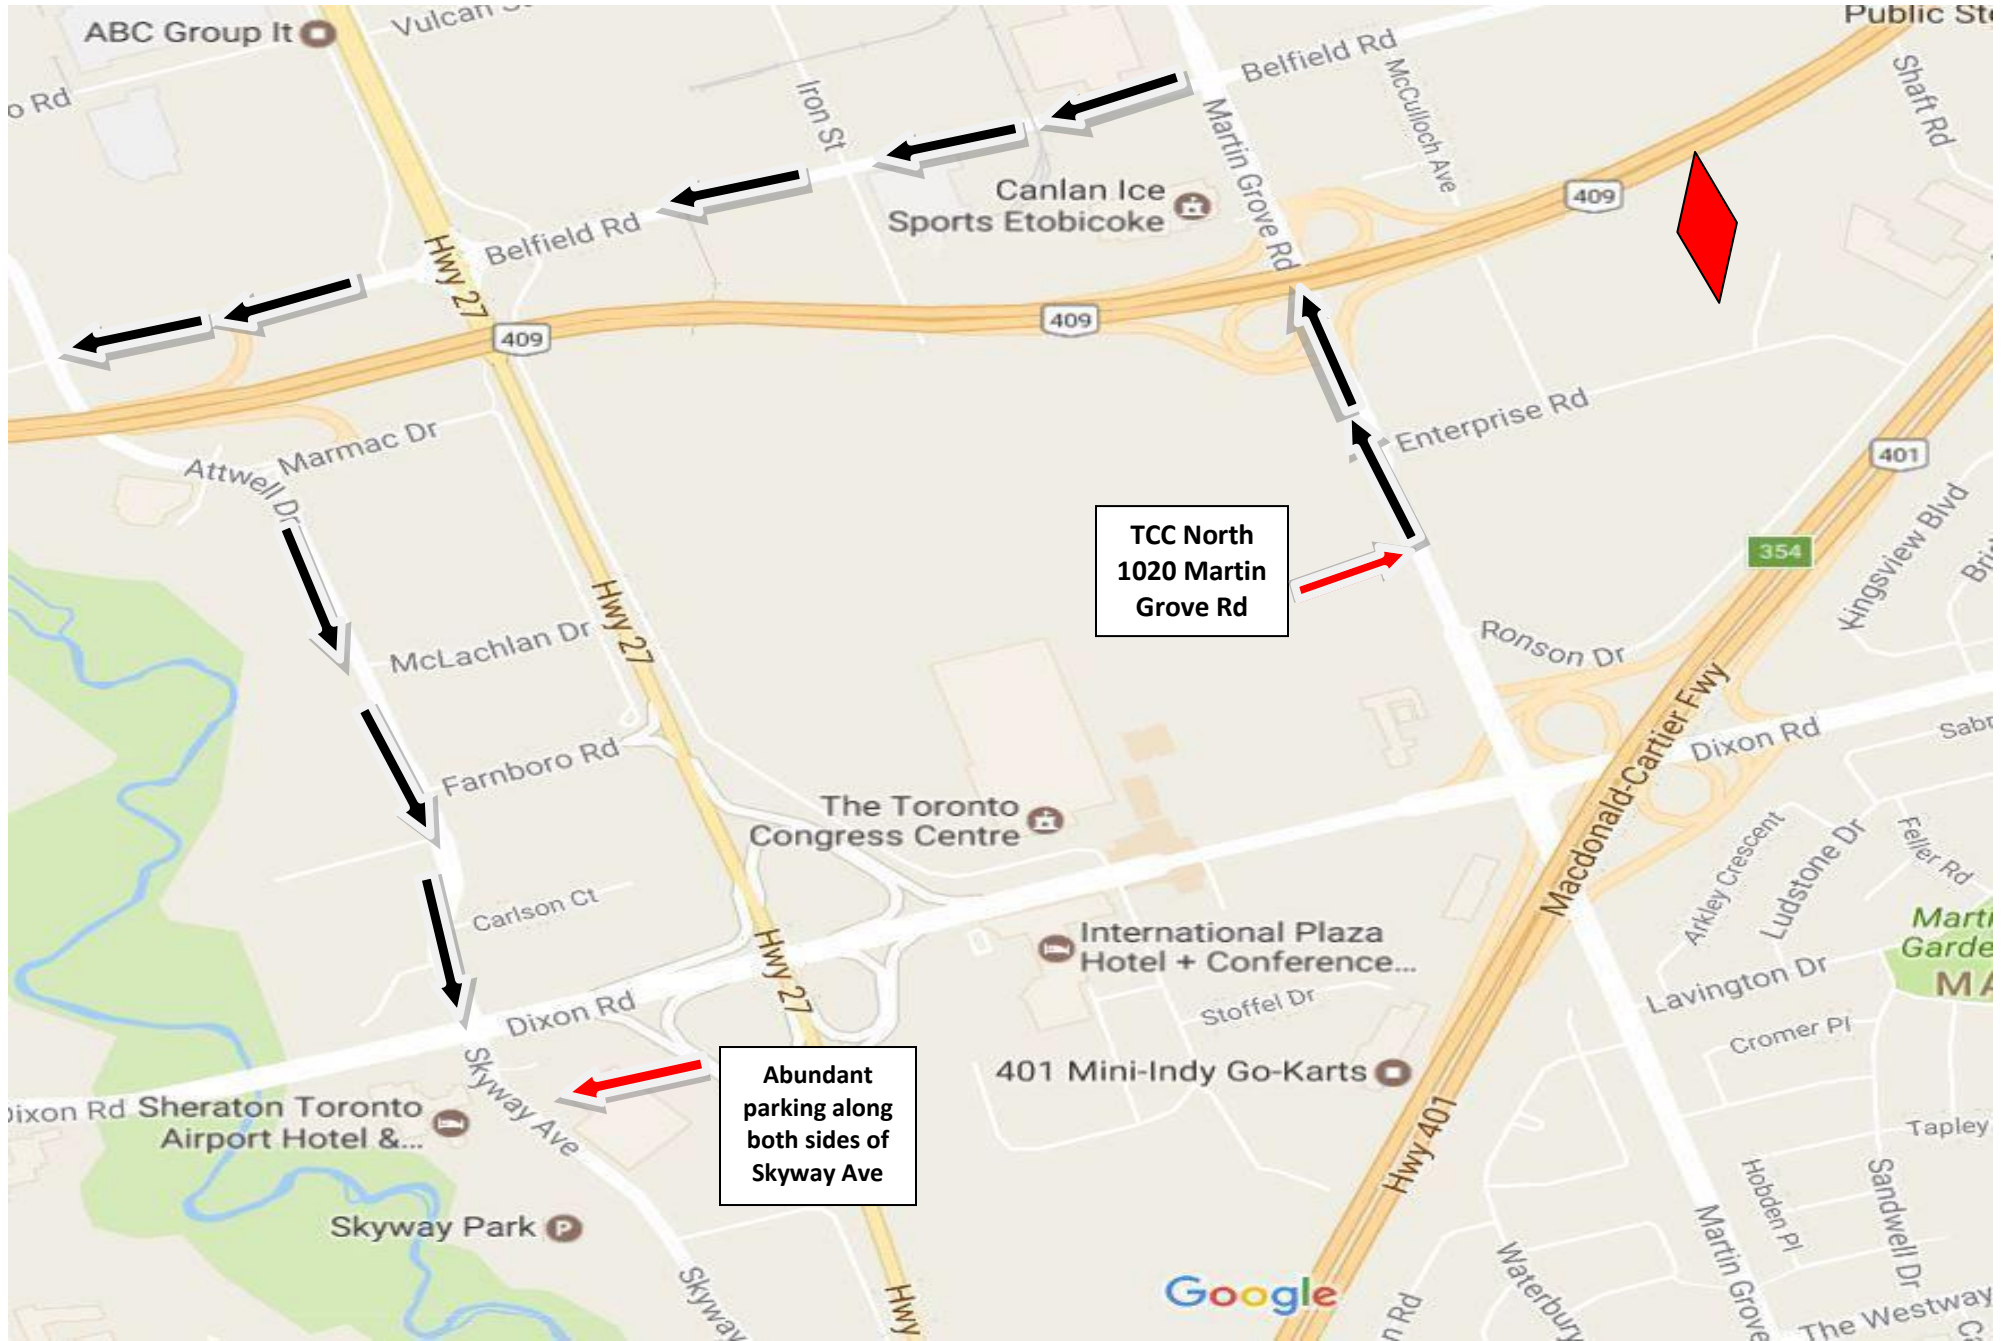 ABC Group It
Vulcan
Rd
Belfield Rd
Public
Iron St
McCulloch Ave
Shaft Rd
Martin Grove Rd
Canlan Ice
Sports Etobicoke
409
Belfield Rd
Hwy 27
409
409
Marmac Dr
Enterprise Rd
Attwell Dr
401
Kingsview Blvd
TCC North
1020 Martin
Grove Rd
354
Hwy 27
McLachlan Dr
Ronson Dr
Macdonald-Cartier Fwy
Dixon Rd
Farnboro Rd
The Toronto
Congress Centre
Arkley Crescent
Ludstone Dr
Feller Rd
Carlson Ct
International Plaza
Hotel + Conference...
Hwy 27
Lavington Dr
MA
Dixon Rd
Stoffel Dr
Cromer Pl
Skyway Ave
Abundant
parking along
both sides of
Skyway Ave
401 Mini-Indy Go-Karts
Dixon Rd
Sheraton Toronto
Airport Hotel &...
Hwy 401
Tapley
Hobden Pl
Sandwell Dr
Skyway Park P
Skyway
Hwy
Google
Rd
Waterbury
Martin Grove
The Westway